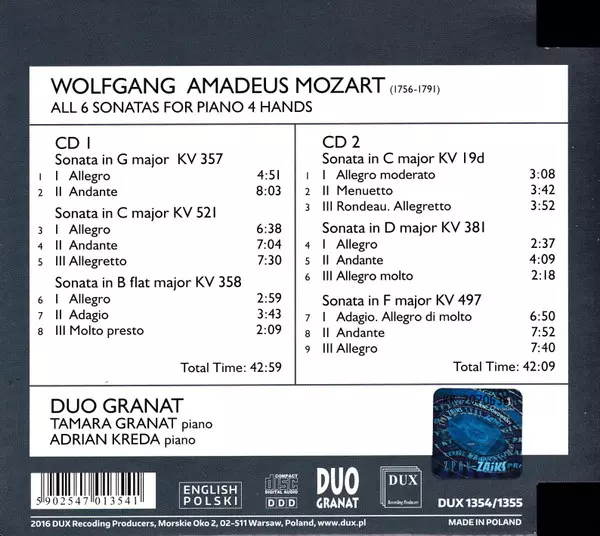 WOLFGANG AMADEUS MOZART (1756-1791)
ALL 6 SONATAS FOR PIANO 4 HANDS
CD 1
Sonata in G major KV 357
1 I Allegro 4:51
2 II Andante 8:03
Sonata in C major KV 521
3 I Allegro 6:38
4 II Andante 7:04
5 III Allegretto 7:30
Sonata in B flat major KV 358
6 I Allegro 2:59
7 II Adagio 3:43
8 III Molto presto 2:09
Total Time: 42:59
CD 2
Sonata in C major KV 19d
1 I Allegro moderato 3:08
2 II Menuetto 3:42
3 III Rondeau. Allegretto 3:52
Sonata in D major KV 381
4 I Allegro 2:37
5 II Andante 4:09
6 III Allegro molto 2:18
Sonata in F major KV 497
7 I Adagio. Allegro di molto 6:50
8 II Andante 7:52
9 III Allegro 7:40
Total Time: 42:09
DUO GRANAT
TAMARA GRANAT piano
ADRIAN KREDA piano
ZAiKS
5 902547 013541
ENGLISH
POLSKI
COMPACT
disc
DIGITAL AUDIO
DDD
DUO
GRANAT
DUX
Recording Producers
DUX 1354/1355
2016 DUX Recoding Producers, Morskie Oko 2, 02-511 Warsaw, Poland, www.dux.pl
MADE IN POLAND